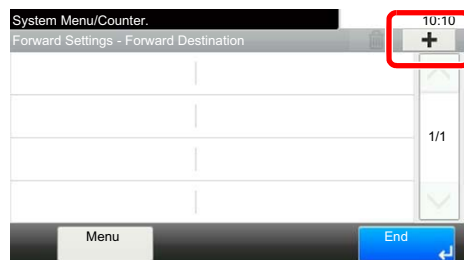 System Menu/Counter. 10:10
Forward Settings - Forward Destination
+
1/1
Menu End